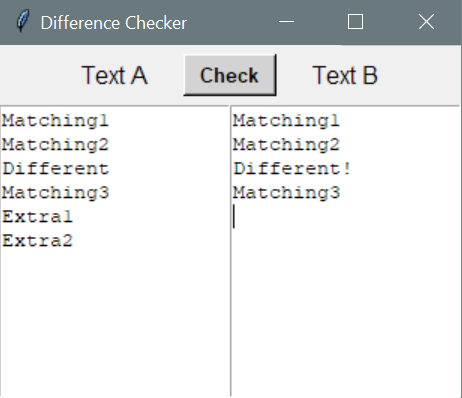 Difference Checker
Text A Check Text B
Matching1
Matching2
Different
Matching3
Extra1
Extra2
Matching1
Matching2
Different!
Matching3